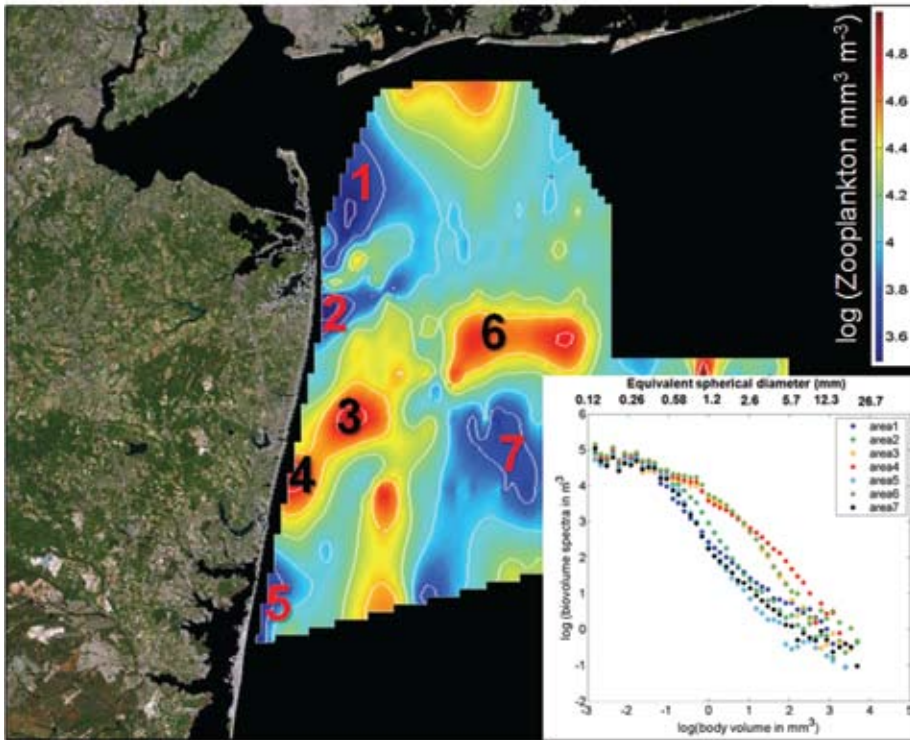 1
2
3
4
5
6
7
log (Zooplankton mm³ m⁻³)
4.8
4.6
4.4
4.2
4
3.8
3.6
Equivalent spherical diameter (mm)
0.12 0.26 0.58 1.2 2.6 5.7 12.3 26.7
log (biovolume spectra in m³)
6
5
4
3
2
1
0
-1
-2
area1
area2
area3
area4
area5
area6
area7
-3 -2 -1 0 1 2 3 4 5
log(body volume in mm³)